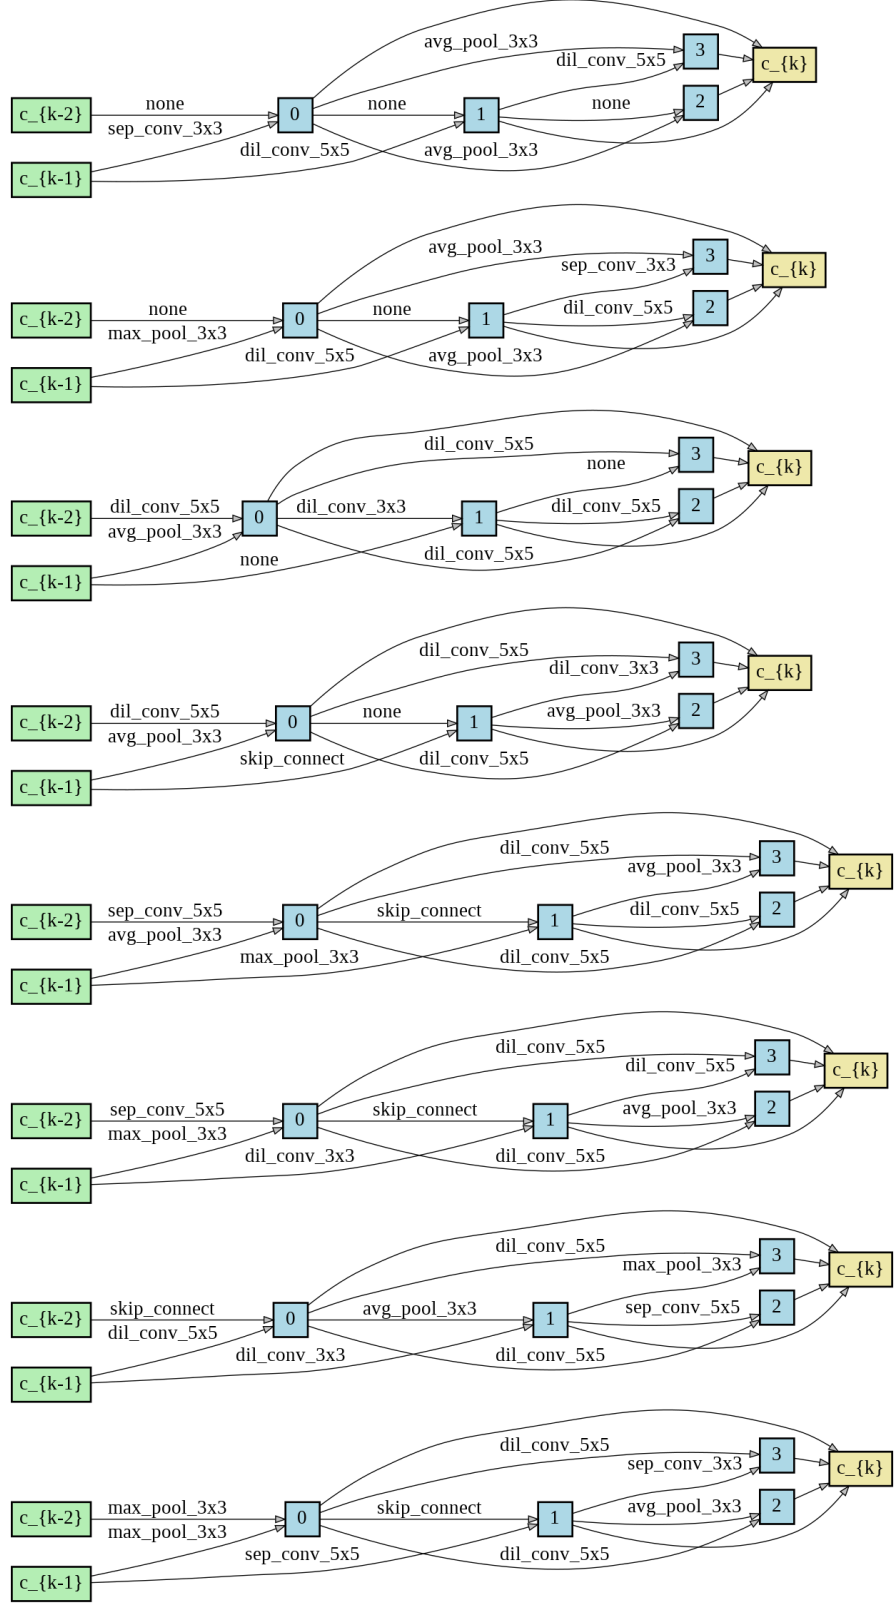 avg_pool_3x3
3
dil_conv_5x5
c_{k}
c_{k-2}
none
0
none
1
none
2
sep_conv_3x3
dil_conv_5x5
avg_pool_3x3
c_{k-1}
avg_pool_3x3
3
sep_conv_3x3
c_{k}
c_{k-2}
none
0
none
1
dil_conv_5x5
2
max_pool_3x3
dil_conv_5x5
avg_pool_3x3
c_{k-1}
dil_conv_5x5
3
none
c_{k}
c_{k-2}
dil_conv_5x5
0
dil_conv_3x3
1
dil_conv_5x5
2
avg_pool_3x3
none
dil_conv_5x5
c_{k-1}
dil_conv_5x5
3
dil_conv_3x3
c_{k}
c_{k-2}
dil_conv_5x5
0
none
1
avg_pool_3x3
2
avg_pool_3x3
skip_connect
dil_conv_5x5
c_{k-1}
dil_conv_5x5
3
avg_pool_3x3
c_{k}
c_{k-2}
sep_conv_5x5
0
skip_connect
1
dil_conv_5x5
2
avg_pool_3x3
max_pool_3x3
dil_conv_5x5
c_{k-1}
dil_conv_5x5
3
dil_conv_5x5
c_{k}
c_{k-2}
sep_conv_5x5
0
skip_connect
1
avg_pool_3x3
2
max_pool_3x3
dil_conv_3x3
dil_conv_5x5
c_{k-1}
dil_conv_5x5
3
max_pool_3x3
c_{k}
c_{k-2}
skip_connect
0
avg_pool_3x3
1
sep_conv_5x5
2
dil_conv_5x5
dil_conv_3x3
dil_conv_5x5
c_{k-1}
dil_conv_5x5
3
sep_conv_3x3
c_{k}
c_{k-2}
max_pool_3x3
0
skip_connect
1
avg_pool_3x3
2
max_pool_3x3
sep_conv_5x5
dil_conv_5x5
c_{k-1}